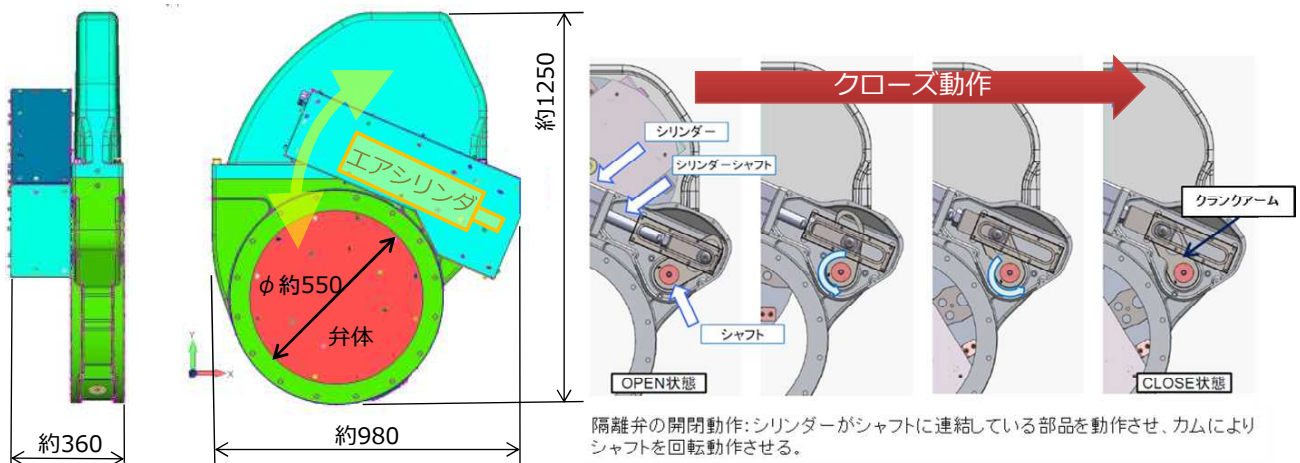 約1250
エアシリンダ
φ約550
弁体
Y
X
約360
約980
クローズ動作
シリンダー
シリンダーシャフト
クランクアーム
シャフト
OPEN状態
CLOSE状態
隔離弁の開閉動作:シリンダーがシャフトに連結している部品を動作させ、カムにより
シャフトを回転動作させる。